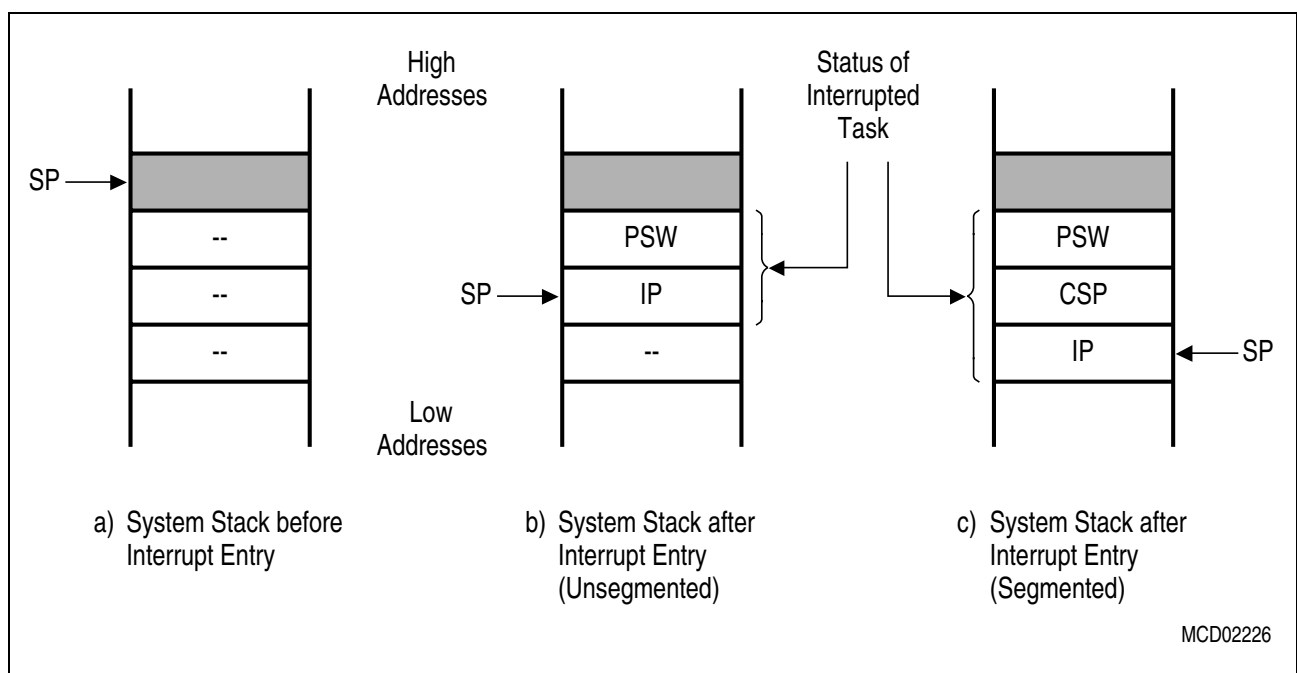 High
Addresses
Status of
Interrupted
Task
SP
--
--
--
SP
PSW
IP
--
PSW
CSP
IP
SP
Low
Addresses
a) System Stack before
Interrupt Entry
b) System Stack after
Interrupt Entry
(Unsegmented)
c) System Stack after
Interrupt Entry
(Segmented)
MCD02226